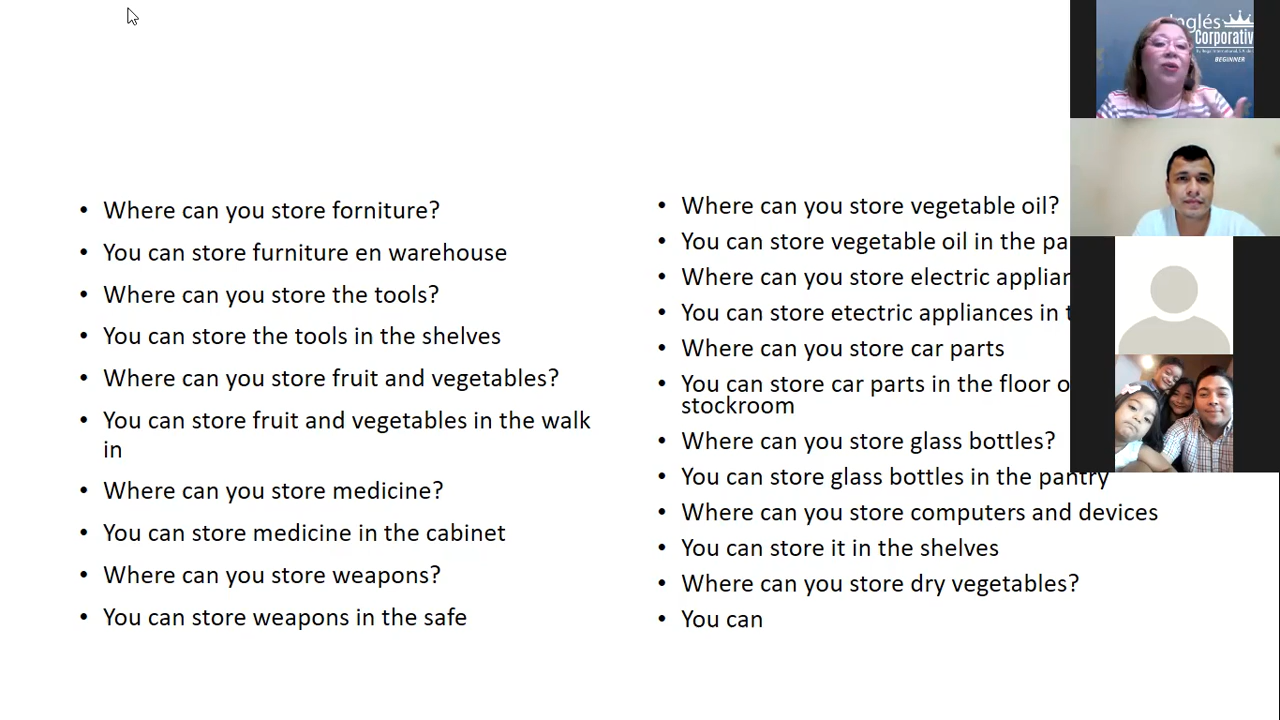 • Where can you store forniture?
• You can store furniture en warehouse
• Where can you store the tools?
• You can store the tools in the shelves
• Where can you store fruit and vegetables?
• You can store fruit and vegetables in the walk
in
• Where can you store medicine?
• You can store medicine in the cabinet
• Where can you store weapons?
• You can store weapons in the safe
• Where can you store vegetable oil?
• You can store vegetable oil in the pa
• Where can you store electric applian
• You can store etectric appliances in t
• Where can you store car parts
• You can store car parts in the floor o
stockroom
• Where can you store glass bottles?
• You can store glass bottles in the pantry
• Where can you store computers and devices
• You can store it in the shelves
• Where can you store dry vegetables?
• You can
Inglés
Corporativ
BEGINNER